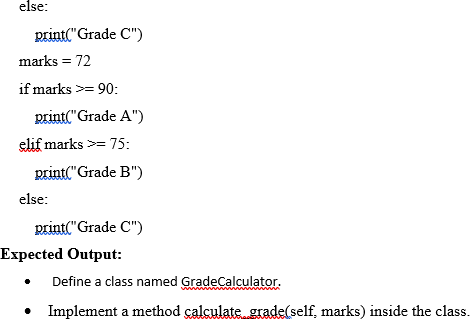 else:
print("Grade C")
marks = 72
if marks >= 90:
print("Grade A")
elif marks >= 75:
print("Grade B")
else:
print("Grade C")
Expected Output:
• Define a class named GradeCalculator.
• Implement a method calculate_grade(self, marks) inside the class.